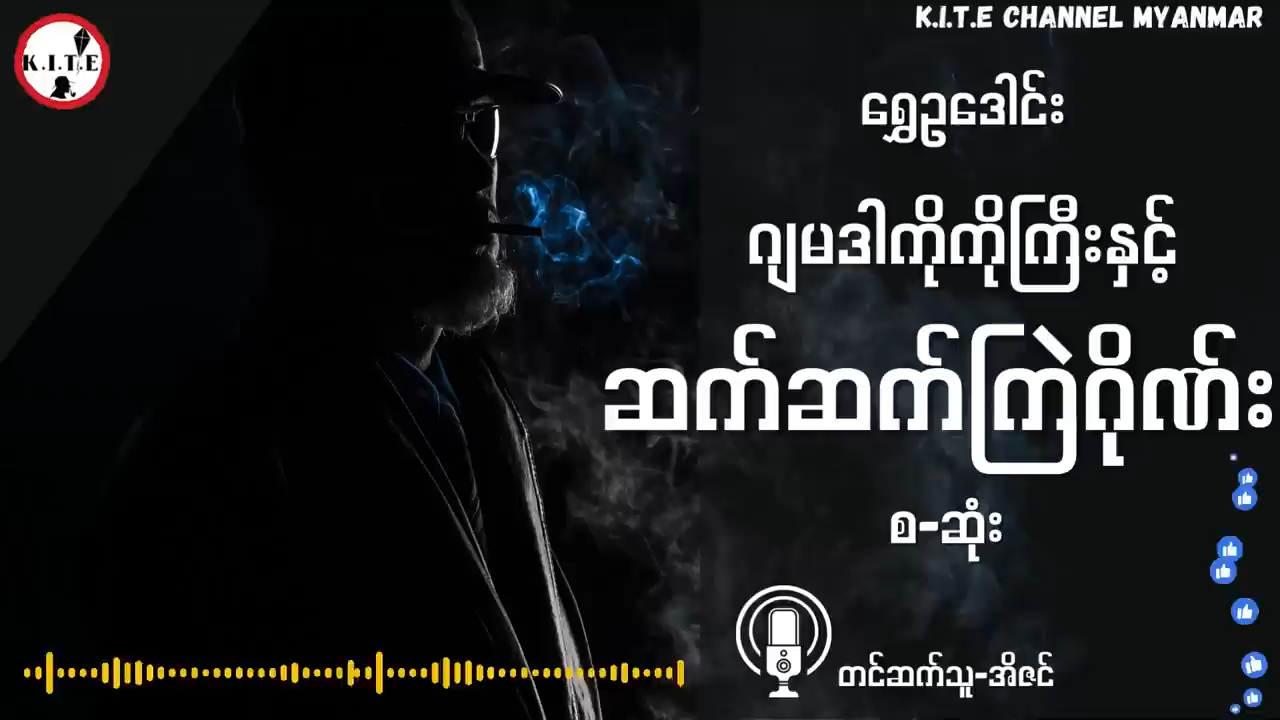 K.I.T.E CHANNEL MYANMAR
K.I.T.E
ရွှေဥဒေါင်း
ဂျမဒါကိုကိုကြီးနှင့်
ဆက်ဆက်ကြဲဂိုဏ်း
စ-ဆုံး
တင်ဆက်သူ-အိဇင်